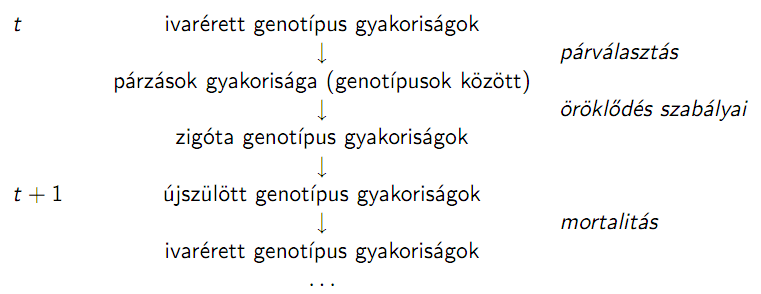 t ivarérett genotípus gyakoriságok
↓ párválasztás
párzások gyakorisága (genotípusok között)
↓ öröklődés szabályai
zigóta genotípus gyakoriságok
↓
t + 1 újszülött genotípus gyakoriságok
↓ mortalitás
ivarérett genotípus gyakoriságok
...